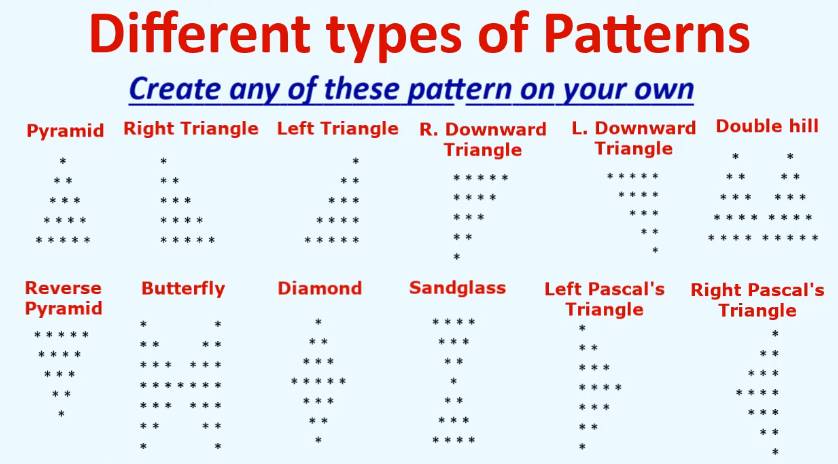 Different types of Patterns
Create any of these pattern on your own
Pyramid
*
* *
* * *
* * * *
* * * * *
Right Triangle
*
* *
* * *
* * * *
* * * * *
Left Triangle
*
* *
* * *
* * * *
* * * * *
R. Downward
Triangle
* * * * *
* * * *
* * *
* *
*
L. Downward
Triangle
* * * * *
* * * *
* * *
* *
*
Double hill
* *
* * * *
* * * * * *
* * * * * * * *
* * * * * * * * *
Reverse
Pyramid
* * * * *
* * * *
* * *
* *
*
Butterfly
* *
* * * *
* * * * * *
* * * * * * *
* * * * * *
* * * *
* *
Diamond
*
* *
* * *
* * * * *
* * *
* *
*
Sandglass
* * * *
* * *
* *
*
* *
* * *
* * * *
Left Pascal's
Triangle
*
* *
* * *
* * * *
* * *
* *
*
Right Pascal's
Triangle
*
* *
* * *
* * * *
* * *
* *
*